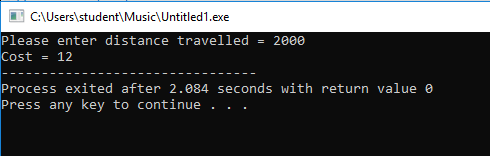 C:\Users\student\Music\Untitled1.exe
Please enter distance travelled = 2000
Cost = 12
--------------------------------
Process exited after 2.084 seconds with return value 0
Press any key to continue . . .